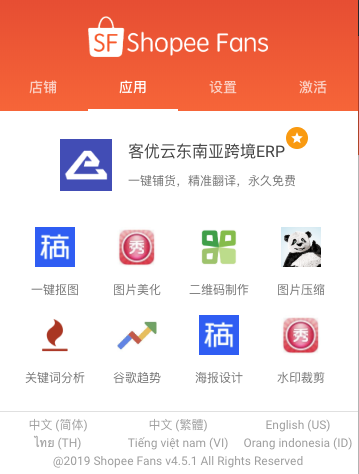 SF Shopee Fans
店铺 应用 设置 激活
客优云东南亚跨境ERP
一键铺货，精准翻译，永久免费
稿 秀
一键抠图 图片美化 二维码制作 图片压缩
稿 秀
关键词分析 谷歌趋势 海报设计 水印裁剪
中文 (简体) 中文 (繁體) English (US)
ไทย (TH) Tiếng việt nam (VI) Orang indonesia (ID)
@2019 Shopee Fans v4.5.1 All Rights Reserved